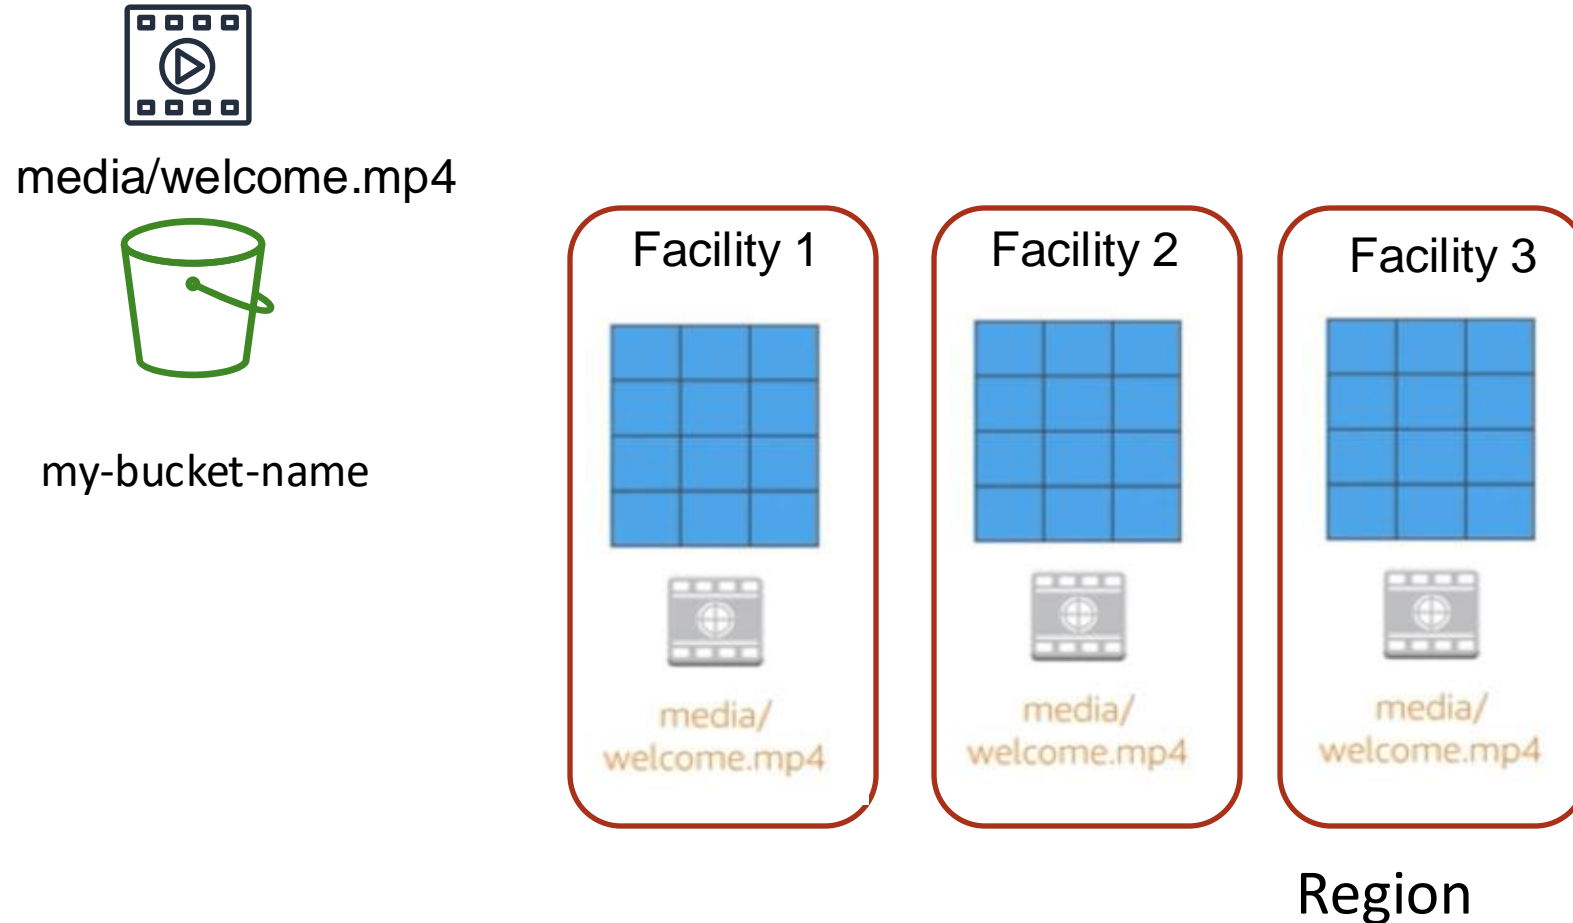 media/welcome.mp4
my-bucket-name
Facility 1
media/
welcome.mp4
Facility 2
media/
welcome.mp4
Facility 3
media/
welcome.mp4
Region